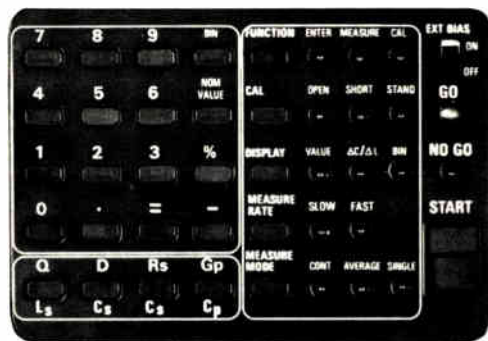 7 8 9 BIN
4 5 6 NOM VALUE
1 2 3 %
0 . = -
Q D Rs Gp
Ls Cs Cs Cp
FUNCTION ENTER MEASURE CAL
CAL OPEN SHORT STAND
DISPLAY VALUE ΔC/ΔL BIN
MEASURE RATE SLOW FAST
MEASURE MODE CONT AVERAGE SINGLE
EXT BIAS
ON
OFF
GO
NO GO
START